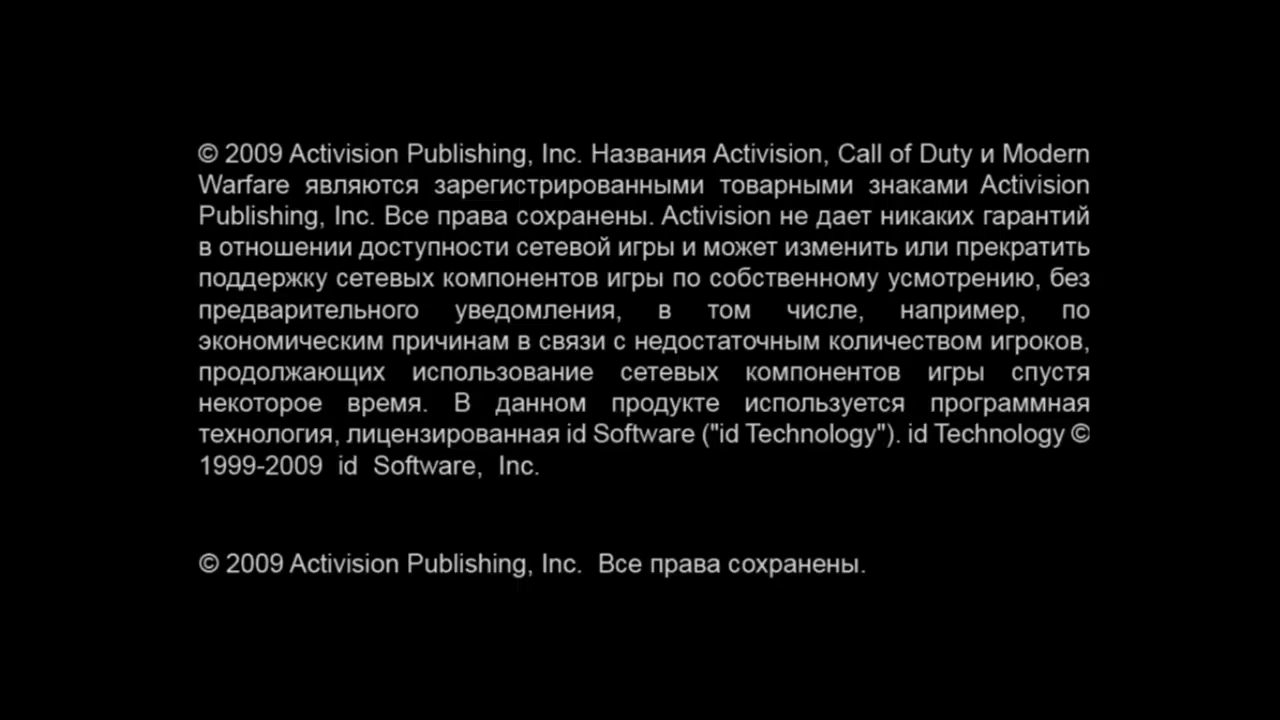 © 2009 Activision Publishing, Inc. Названия Activision, Call of Duty и Modern
Warfare являются зарегистрированными товарными знаками Activision
Publishing, Inc. Все права сохранены. Activision не дает никаких гарантий
в отношении доступности сетевой игры и может изменить или прекратить
поддержку сетевых компонентов игры по собственному усмотрению, без
предварительного уведомления, в том числе, например, по
экономическим причинам в связи с недостаточным количеством игроков,
продолжающих использование сетевых компонентов игры спустя
некоторое время. В данном продукте используется программная
технология, лицензированная id Software ("id Technology"). id Technology ©
1999-2009 id Software, Inc.
© 2009 Activision Publishing, Inc. Все права сохранены.